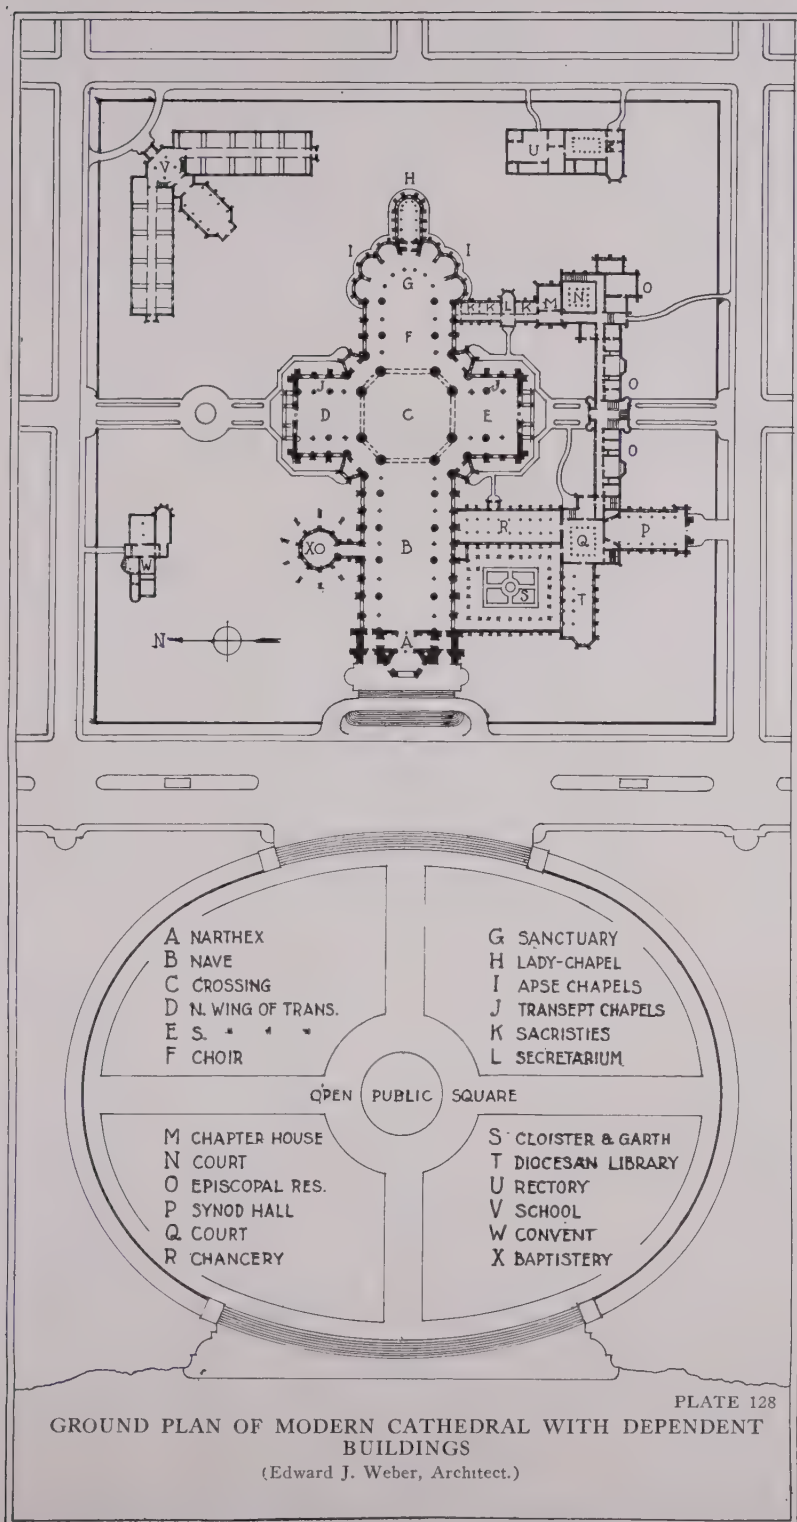 V
U
H
I
I
G
O
N
M
K K L K
F
J
J
D
C
E
O
O
R
P
Q
B
X
W
S
T
N
A
A NARTHEX
B NAVE
C CROSSING
D N. WING OF TRANS.
E S. " " "
F CHOIR
G SANCTUARY
H LADY-CHAPEL
I APSE CHAPELS
J TRANSEPT CHAPELS
K SACRISTIES
L SECRETARIUM
OPEN PUBLIC SQUARE
M CHAPTER HOUSE
N COURT
O EPISCOPAL RES.
P SYNOD HALL
Q COURT
R CHANCERY
S CLOISTER & GARTH
T DIOCESAN LIBRARY
U RECTORY
V SCHOOL
W CONVENT
X BAPTISTERY
PLATE 128
GROUND PLAN OF MODERN CATHEDRAL WITH DEPENDENT
BUILDINGS
(Edward J. Weber, Architect.)